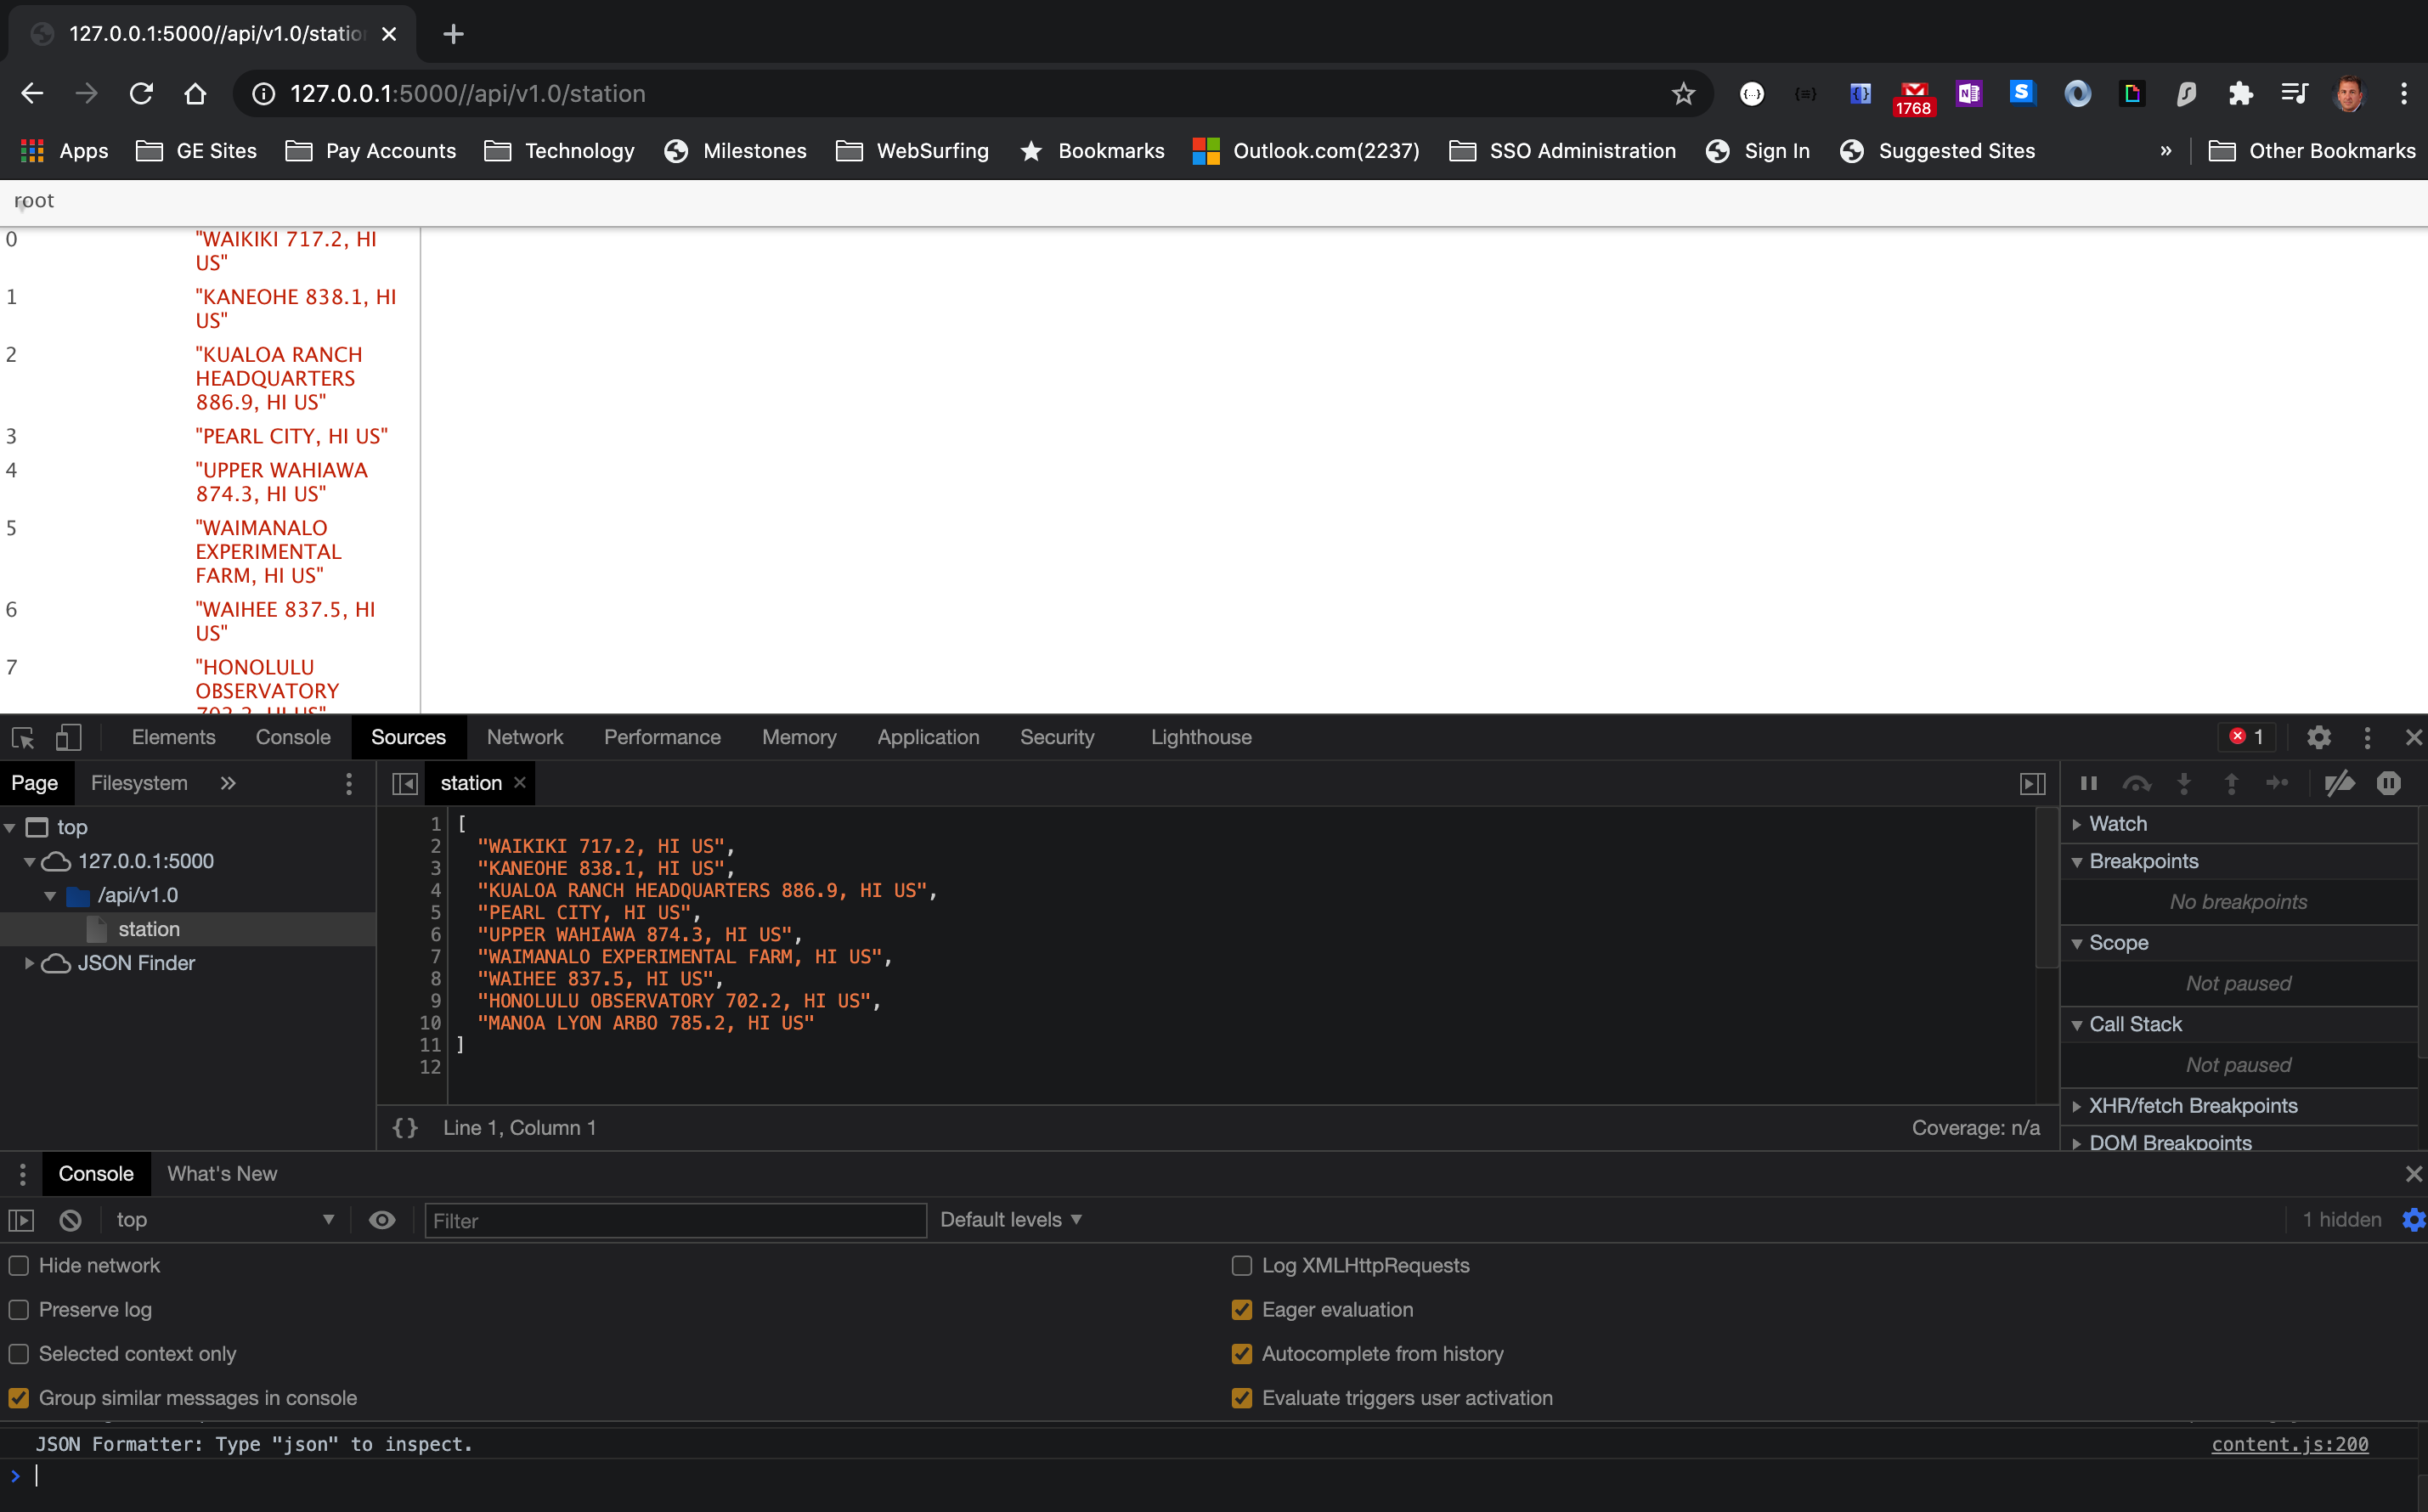 127.0.0.1:5000//api/v1.0/statio
127.0.0.1:5000//api/v1.0/station
1768
Apps GE Sites Pay Accounts Technology Milestones WebSurfing Bookmarks Outlook.com(2237) SSO Administration Sign In Suggested Sites » Other Bookmarks
root
0 "WAIKIKI 717.2, HI
US"
1 "KANEOHE 838.1, HI
US"
2 "KUALOA RANCH
HEADQUARTERS
886.9, HI US"
3 "PEARL CITY, HI US"
4 "UPPER WAHIAWA
874.3, HI US"
5 "WAIMANALO
EXPERIMENTAL
FARM, HI US"
6 "WAIHEE 837.5, HI
US"
7 "HONOLULU
OBSERVATORY
702.2, HI US"
Elements Console Sources Network Performance Memory Application Security Lighthouse 1
Page Filesystem »
station
top
127.0.0.1:5000
/api/v1.0
station
JSON Finder
1 [
2 "WAIKIKI 717.2, HI US",
3 "KANEOHE 838.1, HI US",
4 "KUALOA RANCH HEADQUARTERS 886.9, HI US",
5 "PEARL CITY, HI US",
6 "UPPER WAHIAWA 874.3, HI US",
7 "WAIMANALO EXPERIMENTAL FARM, HI US",
8 "WAIHEE 837.5, HI US",
9 "HONOLULU OBSERVATORY 702.2, HI US",
10 "MANOA LYON ARBO 785.2, HI US"
11 ]
12
{} Line 1, Column 1 Coverage: n/a
Watch
Breakpoints
No breakpoints
Scope
Not paused
Call Stack
Not paused
XHR/fetch Breakpoints
DOM Breakpoints
Console What's New
top Filter Default levels 1 hidden
Hide network Log XMLHttpRequests
Preserve log Eager evaluation
Selected context only Autocomplete from history
Group similar messages in console Evaluate triggers user activation
JSON Formatter: Type "json" to inspect. content.js:200
>